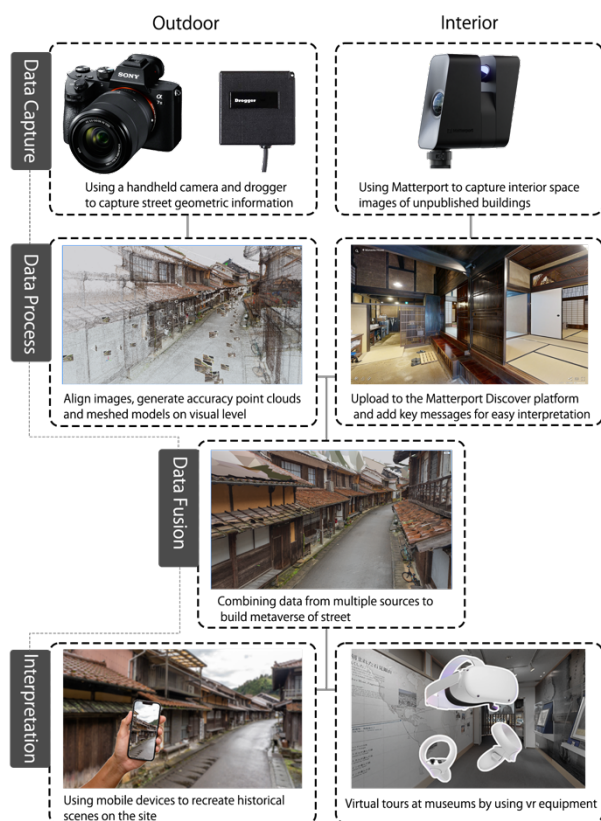 Outdoor
Interior
Data Capture
SONY
α
Drogger
Using a handheld camera and drogger
to capture street geometric information
Using Matterport to capture interior space
images of unpublished buildings
Data Process
Align images, generate accuracy point clouds
and meshed models on visual level
Upload to the Matterport Discover platform
and add key messages for easy interpretation
Data Fusion
Combining data from multiple sources to
build metaverse of street
Interpretation
Using mobile devices to recreate historical
scenes on the site
Virtual tours at museums by using vr equipment